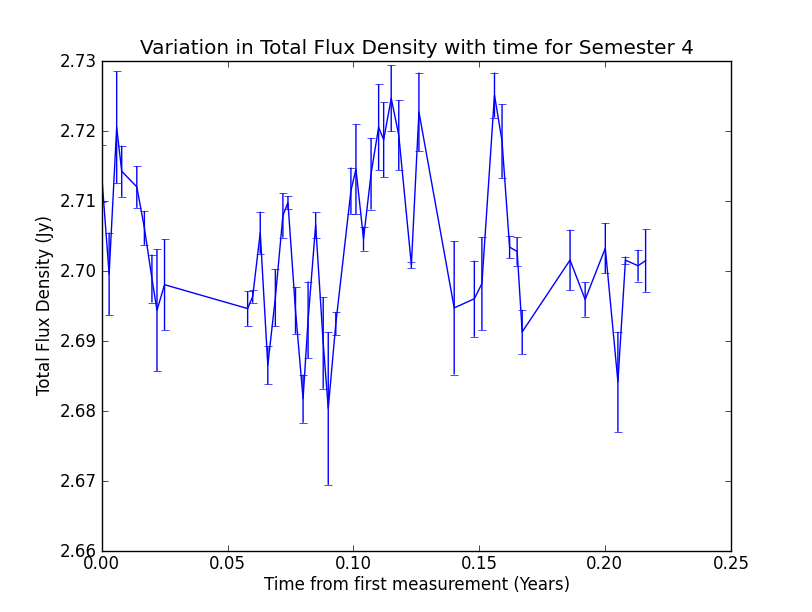 Variation in Total Flux Density with time for Semester 4
2.73
2.72
2.71
2.70
2.69
2.68
2.67
2.66
Total Flux Density (Jy)
0.00 0.05 0.10 0.15 0.20 0.25
Time from first measurement (Years)